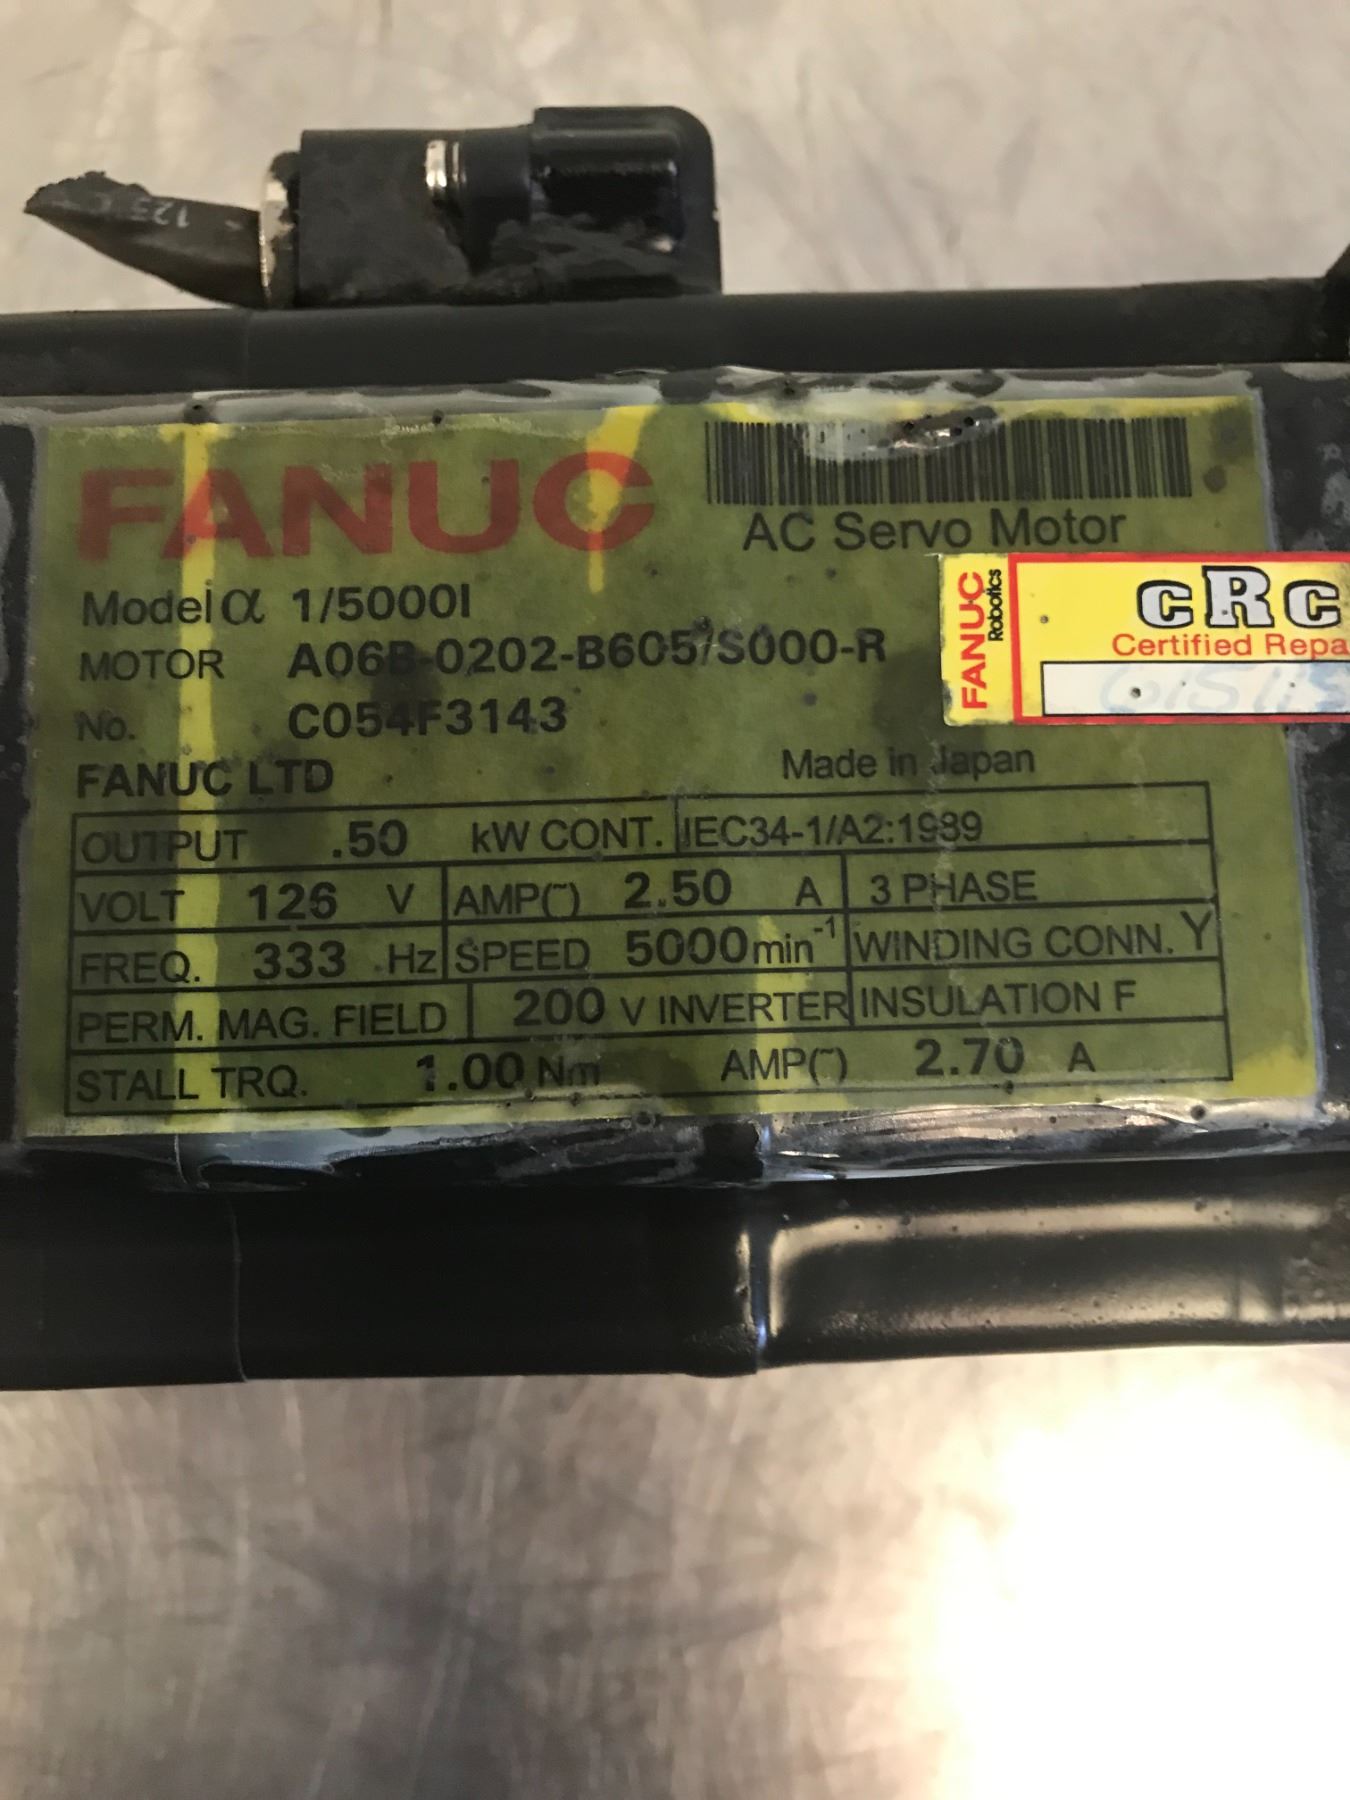 FANUC
AC Servo Motor
Model α 1/5000I
MOTOR A06B-0202-B605/S000-R
No. C054F3143
FANUC LTD Made in Japan
FANUC
Robotics
cRc
Certified Repa
OUTPUT .50 kW CONT. IEC34-1/A2:1989
VOLT 126 V AMP(~) 2.50 A 3 PHASE
FREQ. 333 Hz SPEED 5000min⁻¹ WINDING CONN. Y
PERM. MAG. FIELD 200 V INVERTER INSULATION F
STALL TRQ. 1.00 Nm AMP(~) 2.70 A